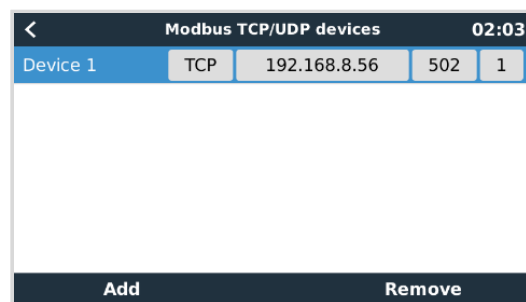 < Modbus TCP/UDP devices 02:03
Device 1 TCP 192.168.8.56 502 1
Add Remove